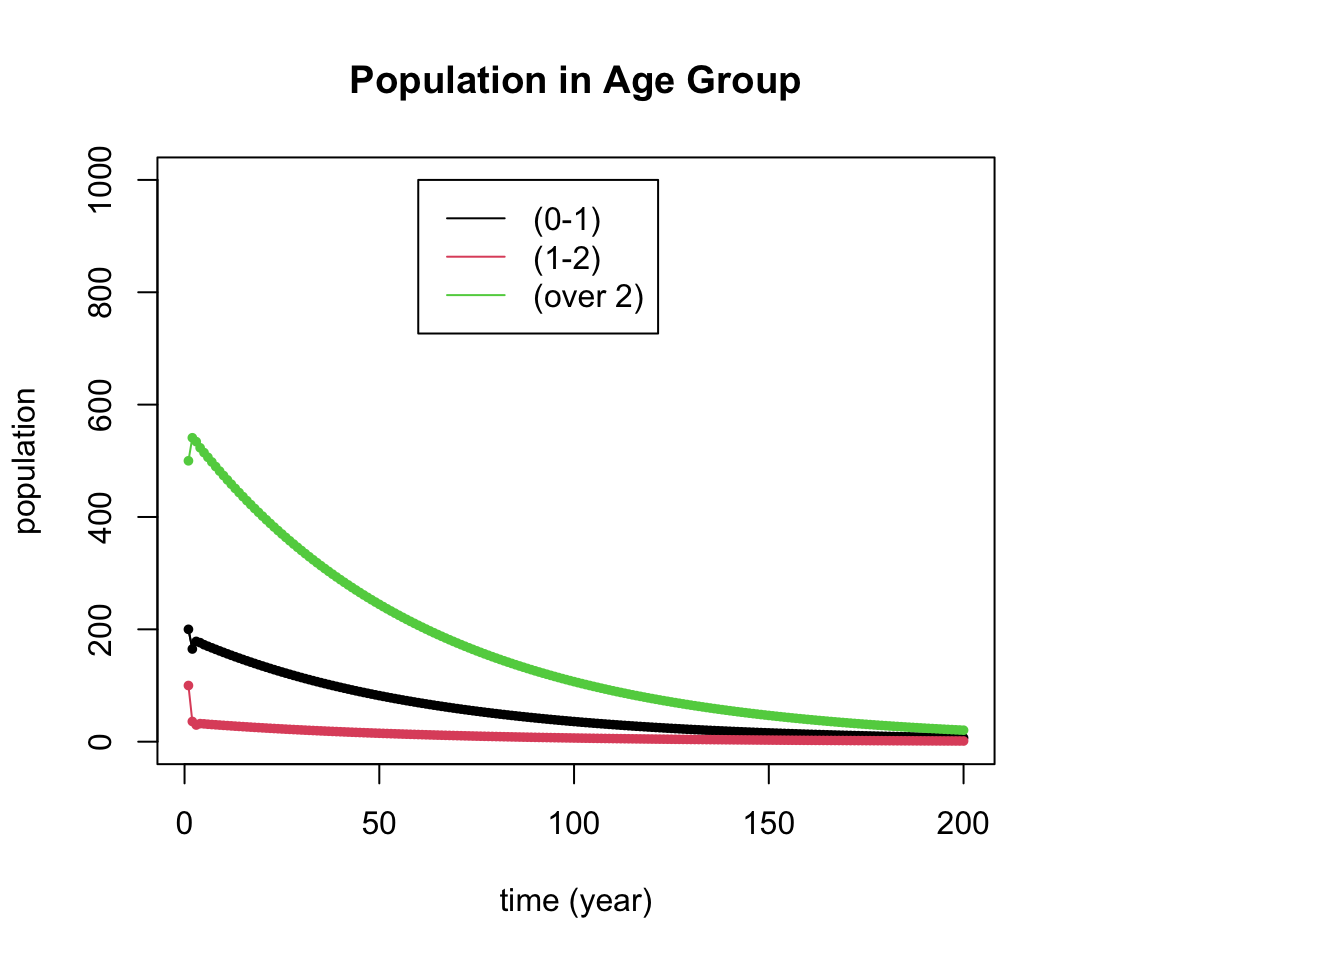 Population in Age Group
1000
800
600
400
200
0
population
(0-1)
(1-2)
(over 2)
0 50 100 150 200
time (year)